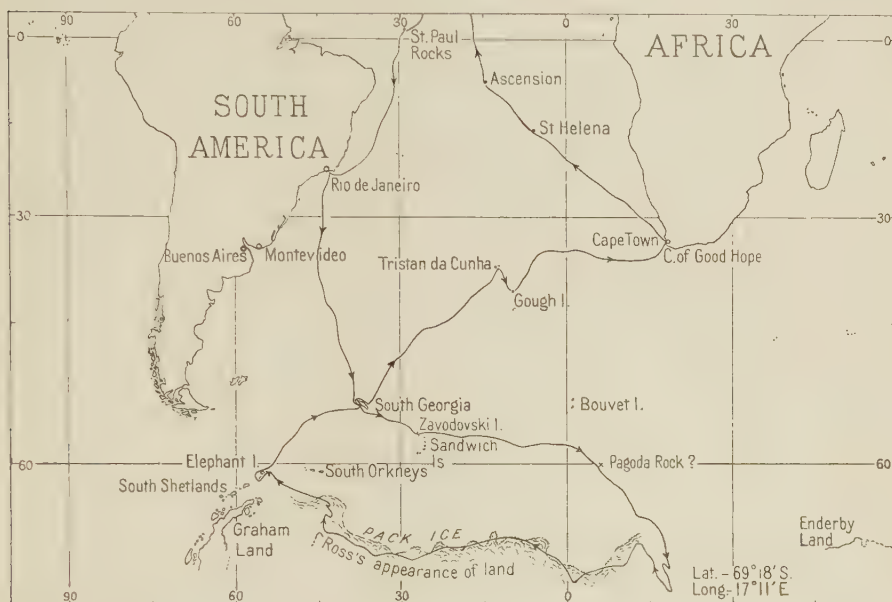 90
60
30
0
30
0
St. Paul
Rocks
AFRICA
0
Ascension
SOUTH
AMERICA
St Helena
Rio de Janeiro
30
30
Cape Town
Buenos Aires
Montevideo
C. of Good Hope
Tristan da Cunha
Gough I.
South Georgia
Bouvet I.
Zavodovski I.
Sandwich
Is
Elephant I.
60
South Orkneys
Pagoda Rock ?
60
South Shetlands
Graham
Land
PACK ICE
Ross's appearance of land
Enderby
Land
Lat. - 69° 18' S.
Long- 17° 11' E
90
60
30
0
30